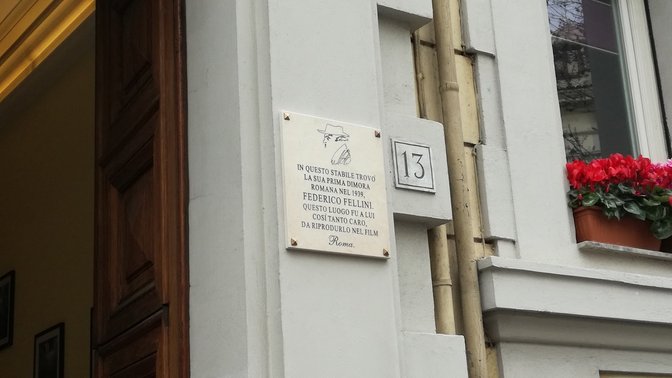 IN QUESTO STABILE TROVÒ
LA SUA PRIMA DIMORA
ROMANA NEL 1939,
FEDERICO FELLINI.
QUESTO LUOGO FU A LUI
COSÌ TANTO CARO,
DA RIPRODURLO NEL FILM
Roma.
13